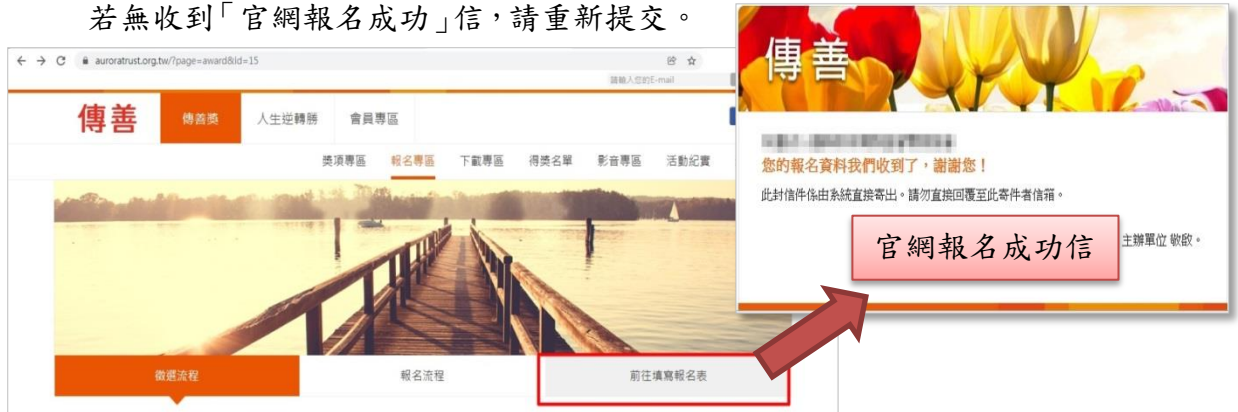 若無收到「官網報名成功」信，請重新提交。
auroratrust.org.tw/?page=award&id=15
請輸入您的E-mail
傳善
傳善獎
人生逆轉勝
會員專區
獎項專區
報名專區
下載專區
得獎名單
影音專區
活動紀實
徵選流程
報名流程
前往填寫報名表
傳善
您的報名資料我們收到了，謝謝您！
此封信件係由系統直接寄出。請勿直接回覆至此寄件者信箱。
主辦單位 敬啟。
官網報名成功信